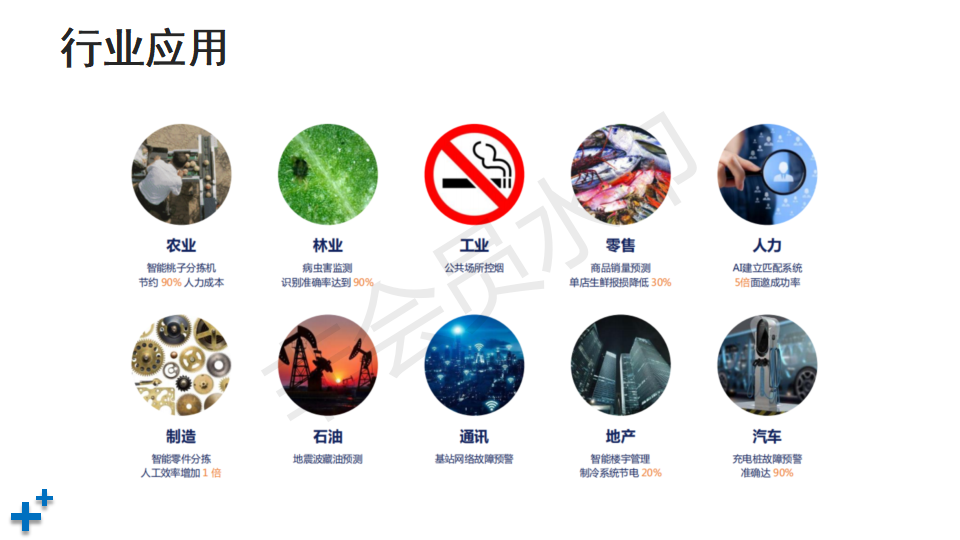 行业应用
农业
智能桃子分拣机
节约 90% 人力成本
林业
病虫害监测
识别准确率达到 90%
工业
公共场所控烟
零售
商品销量预测
单店生鲜报损降低 30%
人力
AI建立匹配系统
5倍面邀成功率
制造
智能零件分拣
人工效率增加 1 倍
石油
地震波藏油预测
通讯
基站网络故障预警
地产
智能楼宇管理
制冷系统节电 20%
汽车
充电桩故障预警
准确达 90%
非会员水印